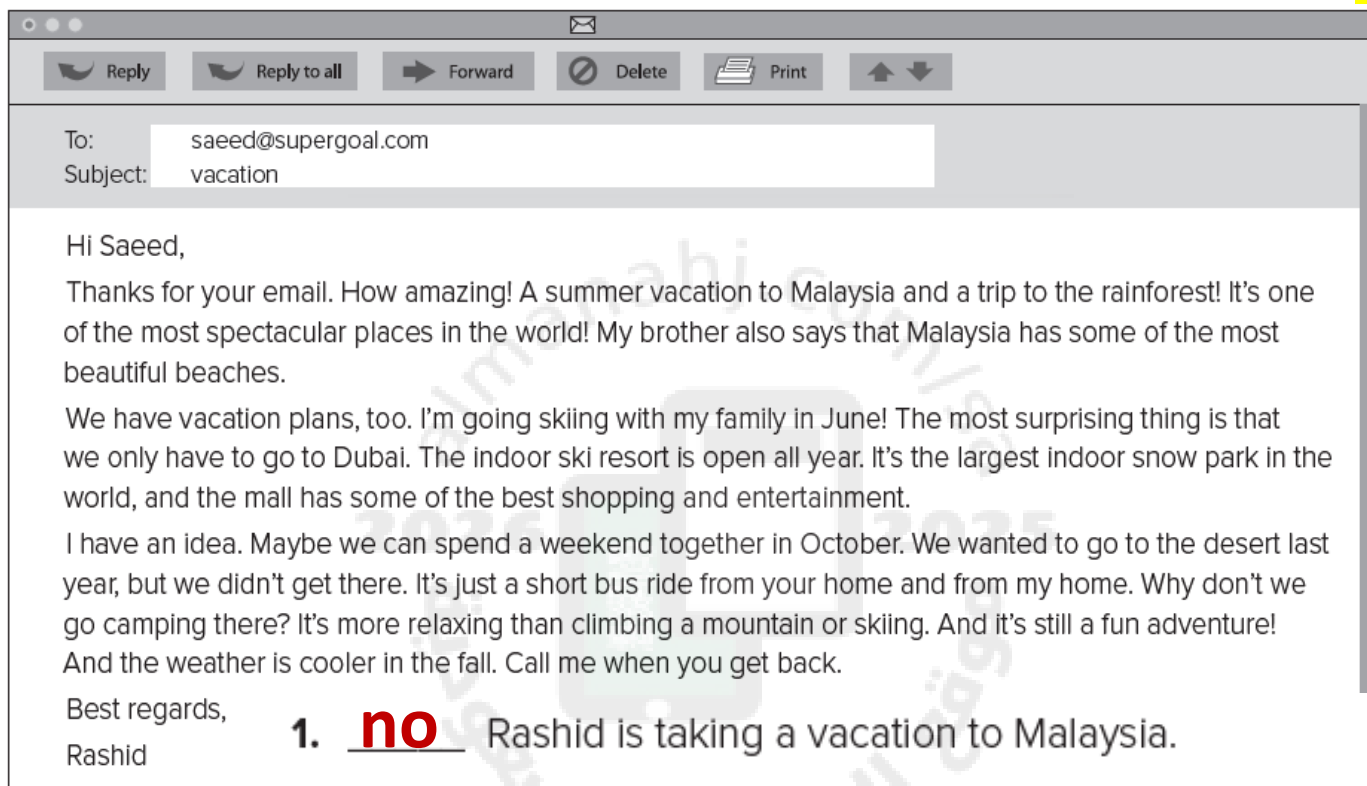 Reply Reply to all Forward Delete Print
To: saeed@supergoal.com
Subject: vacation
Hi Saeed,
Thanks for your email. How amazing! A summer vacation to Malaysia and a trip to the rainforest! It's one
of the most spectacular places in the world! My brother also says that Malaysia has some of the most
beautiful beaches.
We have vacation plans, too. I'm going skiing with my family in June! The most surprising thing is that
we only have to go to Dubai. The indoor ski resort is open all year. It's the largest indoor snow park in the
world, and the mall has some of the best shopping and entertainment.
I have an idea. Maybe we can spend a weekend together in October. We wanted to go to the desert last
year, but we didn't get there. It's just a short bus ride from your home and from my home. Why don't we
go camping there? It's more relaxing than climbing a mountain or skiing. And it's still a fun adventure!
And the weather is cooler in the fall. Call me when you get back.
Best regards,
Rashid
1. no Rashid is taking a vacation to Malaysia.
almanahj.com/sa
2026 2025